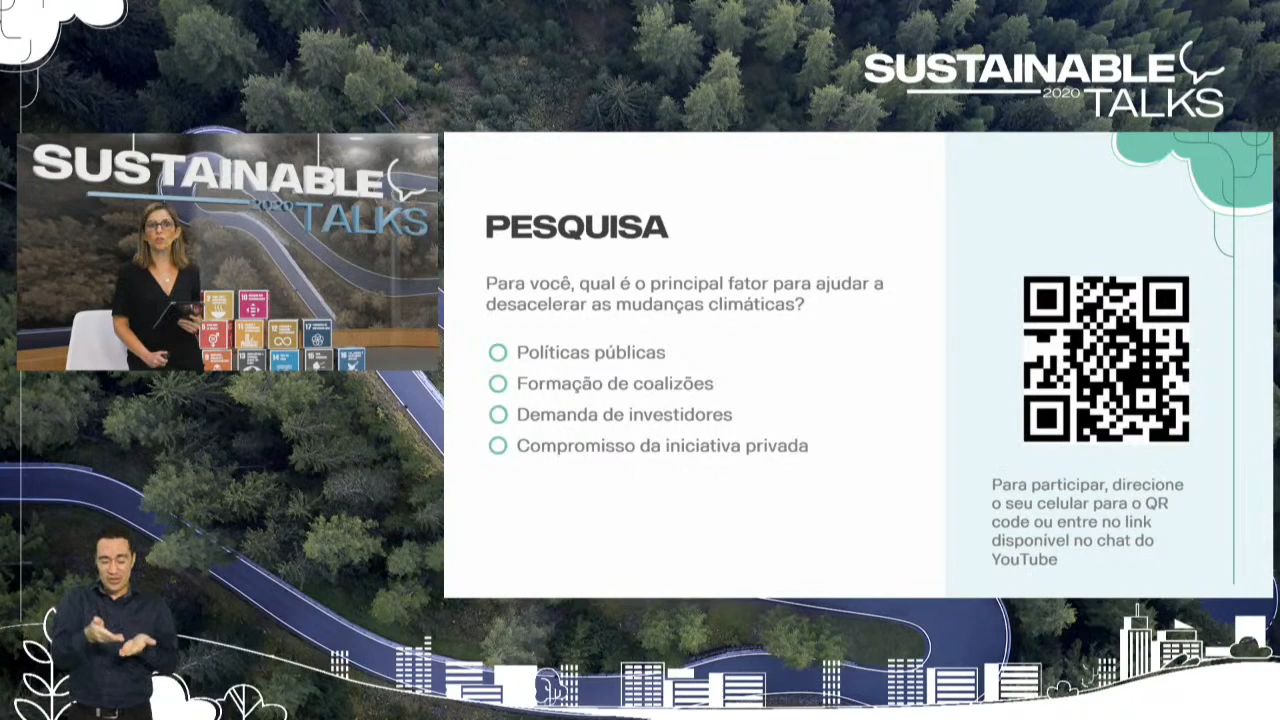 SUSTAINABLE
2020 TALKS
SUSTAINABLE
2020 TALKS
PESQUISA
Para você, qual é o principal fator para ajudar a
desacelerar as mudanças climáticas?
Políticas públicas
Formação de coalizões
Demanda de investidores
Compromisso da iniciativa privada
Para participar, direcione
o seu celular para o QR
code ou entre no link
disponível no chat do
YouTube